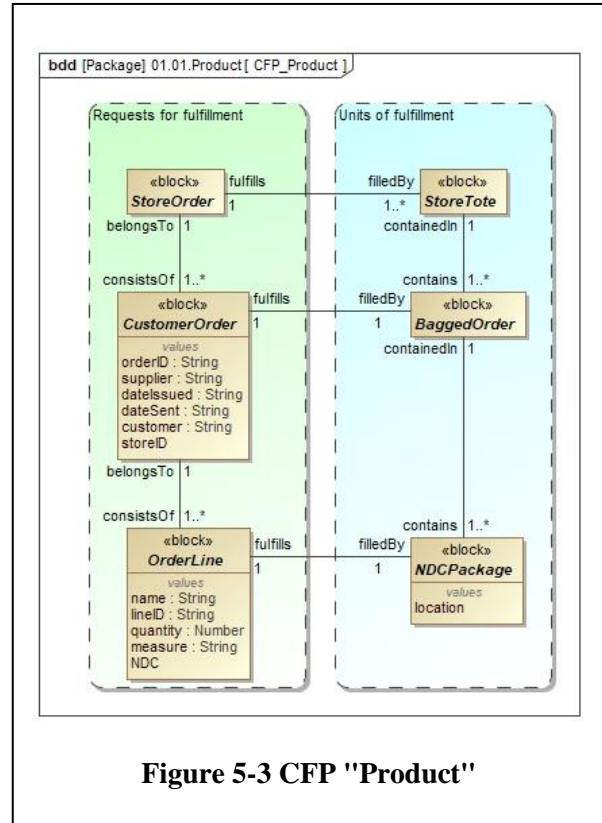 bdd [Package] 01.01.Product [ CFP_Product ]
Requests for fulfillment
Units of fulfillment
«block»
StoreOrder
fulfills
1
filledBy
1..*
«block»
StoreTote
belongsTo 1
containedIn 1
consistsOf 1..*
contains 1..*
«block»
CustomerOrder
values
orderID : String
supplier : String
dateIssued : String
dateSent : String
customer : String
storeID
fulfills
1
filledBy
1
«block»
BaggedOrder
containedIn 1
belongsTo 1
consistsOf 1..*
contains 1..*
«block»
OrderLine
values
name : String
lineID : String
quantity : Number
measure : String
NDC
fulfills
1
filledBy
1
«block»
NDCPackage
values
location
Figure 5-3 CFP "Product"